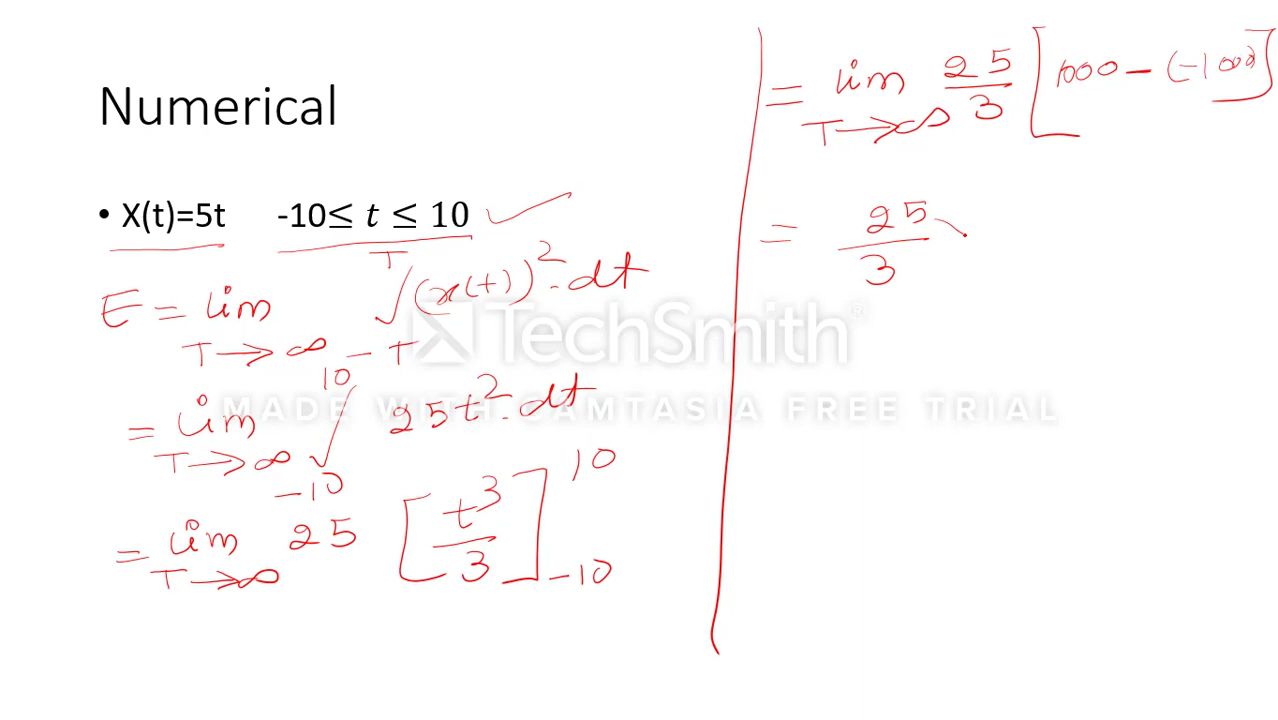 Numerical
• X(t)=5t -10≤ t ≤ 10
E = lim T→∞ ∫_{-T}^{T} (x(t))² · dt
= lim T→∞ ∫_{-10}^{10} 25t² · dt
= lim T→∞ 25 [t³/3]_{-10}^{10}
= lim T→∞ 25/3 [1000 - (-1000)]
= 25/3
TechSmith®
MADE WITH CAMTASIA FREE TRIAL